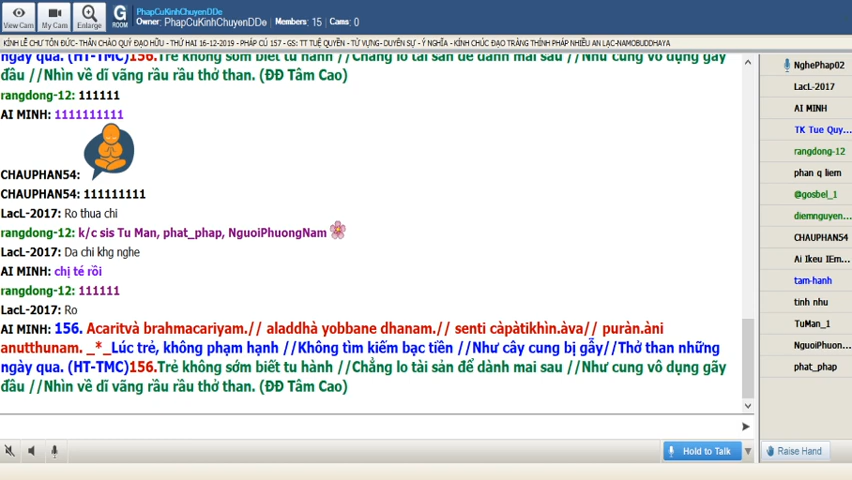 View Cam
My Cam
Enlarge
G
ROOM
PhapCuKinhChuyenDDe
Owner: PhapCuKinhChuyenDDe Members: 15 Cams: 0
KÍNH LỄ CHƯ TÔN ĐỨC- THÂN CHÀO QUÝ ĐẠO HỮU - THỨ HAI 16-12-2019 - PHÁP CÚ 157 - GS: TT TUỆ QUYỀN - TỪ VỰNG- DUYÊN SỰ - Ý NGHĨA - KÍNH CHÚC ĐẠO TRÀNG THÍNH PHÁP NHIỀU AN LẠC-NAMOBUDDHAYA
ngày qua. (HT-TMC)156.Trẻ không sớm biết tu hành //Chẳng lo tài sản để dành mai sau //Như cung vô dụng gãy
đầu //Nhìn về dĩ vãng rầu rầu thở than. (ĐĐ Tâm Cao)
rangdong-12: 111111
AI MINH: 1111111111
CHAUPHAN54:
CHAUPHAN54: 111111111
LacL-2017: Ro thua chi
rangdong-12: k/c sis Tu Man, phat_phap, NguoiPhuongNam
LacL-2017: Da chi khg nghe
AI MINH: chị té rồi
rangdong-12: 111111
LacL-2017: Ro
AI MINH: 156. Acaritvà brahmacariyam.// aladdhà yobbane dhanam.// senti càpàtikhìn.àva// puràn.àni
anutthunam. _*_Lúc trẻ, không phạm hạnh //Không tìm kiếm bạc tiền //Như cây cung bị gẫy//Thở than những
ngày qua. (HT-TMC)156.Trẻ không sớm biết tu hành //Chẳng lo tài sản để dành mai sau //Như cung vô dụng gãy
đầu //Nhìn về dĩ vãng rầu rầu thở than. (ĐĐ Tâm Cao)
NghePhap02
LacL-2017
AI MINH
TK Tue Quy...
rangdong-12
phan q liem
@gosbel_1
diemnguyen...
CHAUPHAN54
Ai Ikeu IEm...
tam-hanh
tinh nhu
TuMan_1
NguoiPhuon...
phat_phap
Hold to Talk
Raise Hand